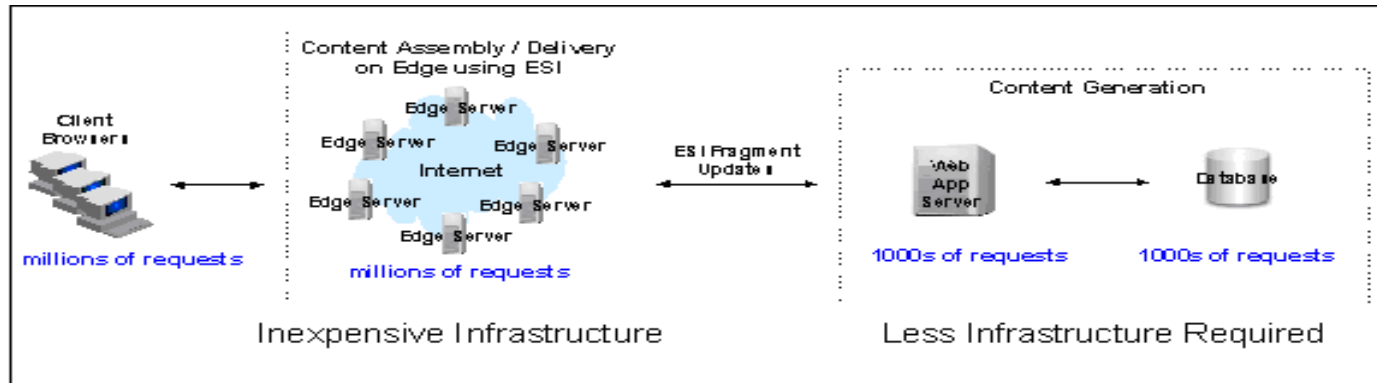 Content Assembly / Delivery
on Edge using ESI
Client
Browsers
Edge Server
Edge Server
Edge Server
Internet
Edge Server
Edge Server
Edge Server
ESI Fragment
Updates
Content Generation
Web
App
Server
Database
millions of requests
millions of requests
1000s of requests
1000s of requests
Inexpensive Infrastructure
Less Infrastructure Required